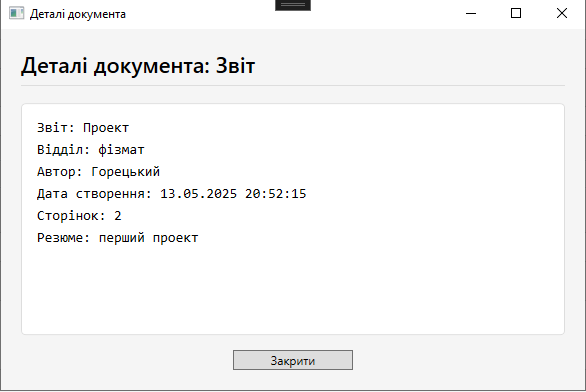 Деталі документа
Деталі документа: Звіт
Звіт: Проект
Відділ: фізмат
Автор: Горецький
Дата створення: 13.05.2025 20:52:15
Сторінок: 2
Резюме: перший проект
Закрити